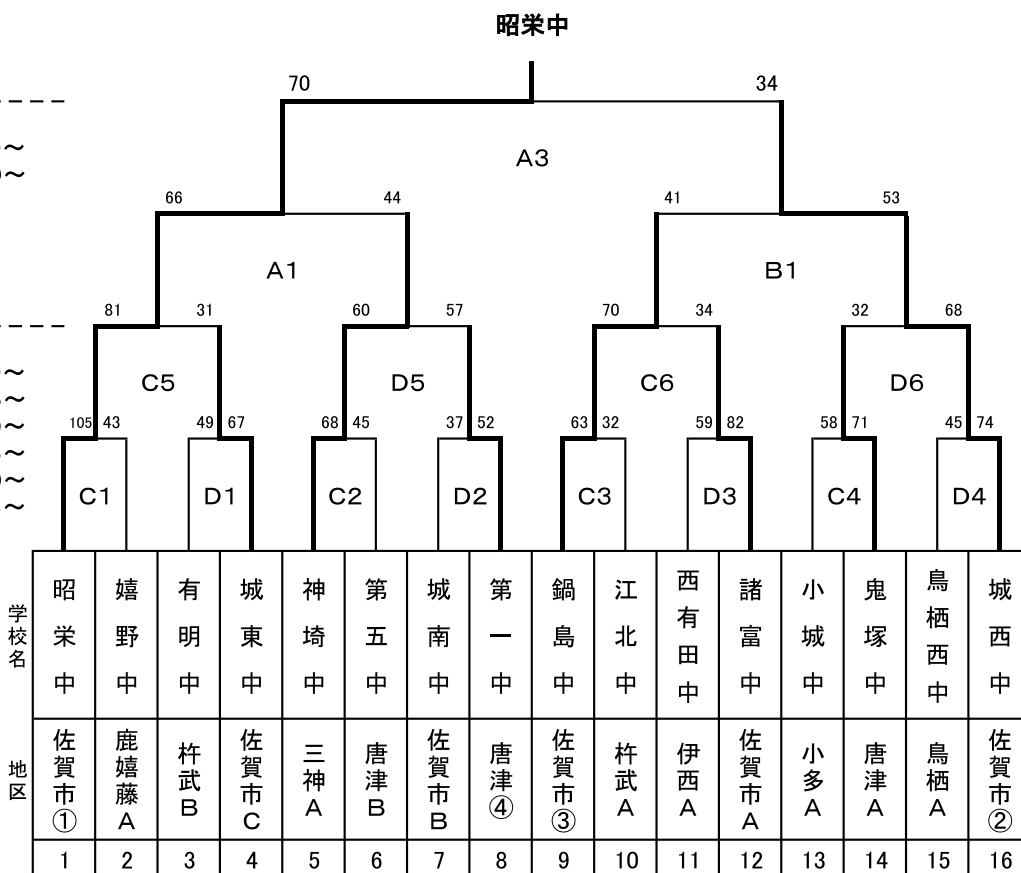 昭栄中
70 34
～
A3
～
66 44 41 53
A1 B1
81 31 60 57 70 34 32 68
～
C5 D5 C6 D6
～
105 43 49 67 68 45 37 52 63 32 59 82 58 71 45 74
～
～
～
C1 D1 C2 D2 C3 D3 C4 D4
～
学校名 昭栄中 嬉野中 有明中 城東中 神埼中 第五中 城南中 第一中 鍋島中 江北中 西有田中 諸富中 小城中 鬼塚中 鳥栖西中 城西中
地区 佐賀市① 鹿嬉藤A 杵武B 佐賀市C 三神A 唐津B 佐賀市B 唐津④ 佐賀市③ 杵武A 伊西A 佐賀市A 小多A 唐津A 鳥栖A 佐賀市②
1 2 3 4 5 6 7 8 9 10 11 12 13 14 15 16